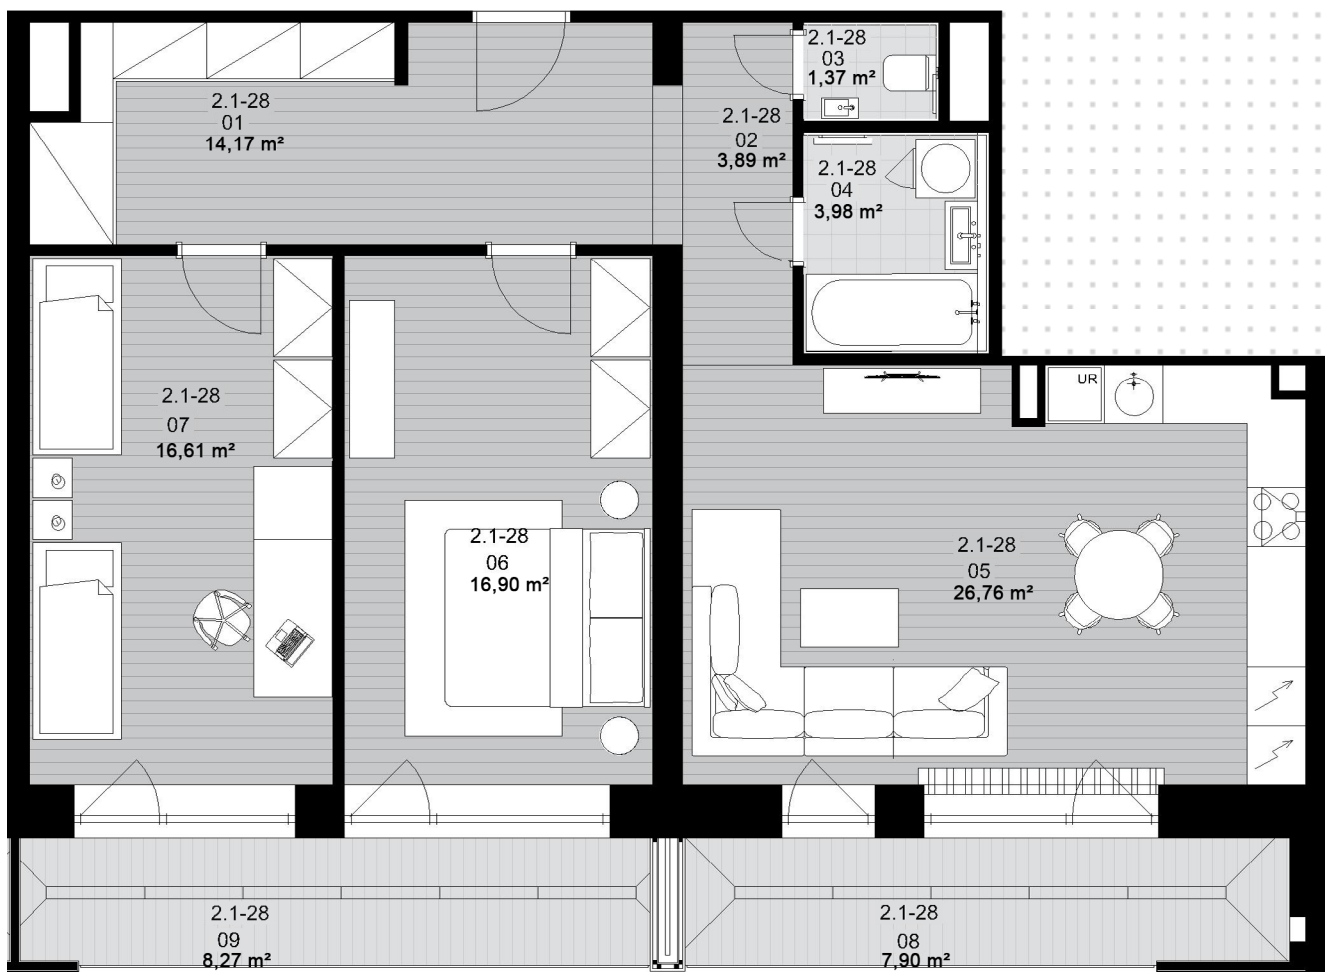 2.1-28
03
1,37 m²
2.1-28
01
14,17 m²
2.1-28
02
3,89 m²
2.1-28
04
3,98 m²
UR
2.1-28
07
16,61 m²
2.1-28
06
16,90 m²
2.1-28
05
26,76 m²
2.1-28
09
8,27 m²
2.1-28
08
7,90 m²